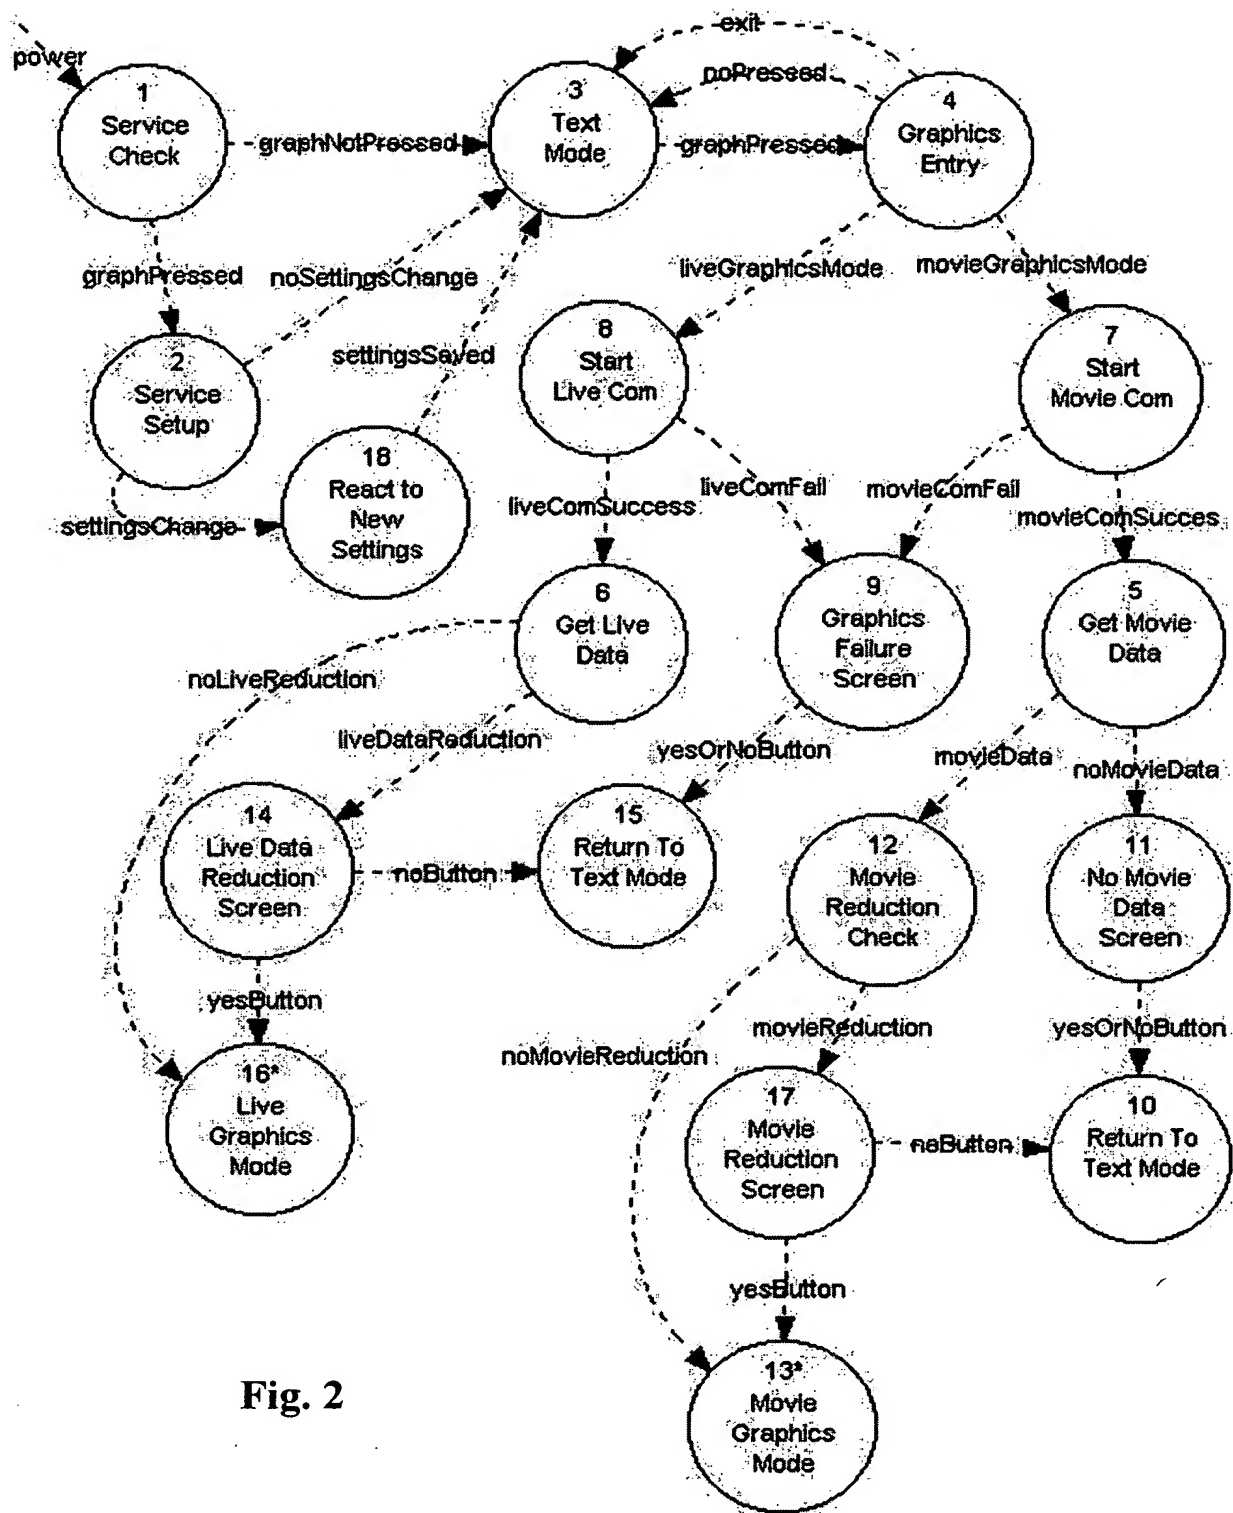 power
exit
noPressed
1
Service
Check
graphNotPressed
3
Text
Mode
graphPressed
4
Graphics
Entry
graphPressed
noSettingsChange
liveGraphicsMode
movieGraphicsMode
2
Service
Setup
settingsSaved
8
Start
Live Com
7
Start
Movie Com
settingsChange
18
React to
New
Settings
liveComSuccess
liveComFail
movieComFail
movieComSucces
6
Get Live
Data
9
Graphics
Failure
Screen
5
Get Movie
Data
noLiveReduction
liveDataReduction
yesOrNoButton
movieData
noMovieData
14
Live Data
Reduction
Screen
noButton
15
Return To
Text Mode
12
Movie
Reduction
Check
11
No Movie
Data
Screen
yesButton
noMovieReduction
movieReduction
yesOrNoButton
16*
Live
Graphics
Mode
17
Movie
Reduction
Screen
noButton
10
Return To
Text Mode
yesButton
13*
Movie
Graphics
Mode
Fig. 2